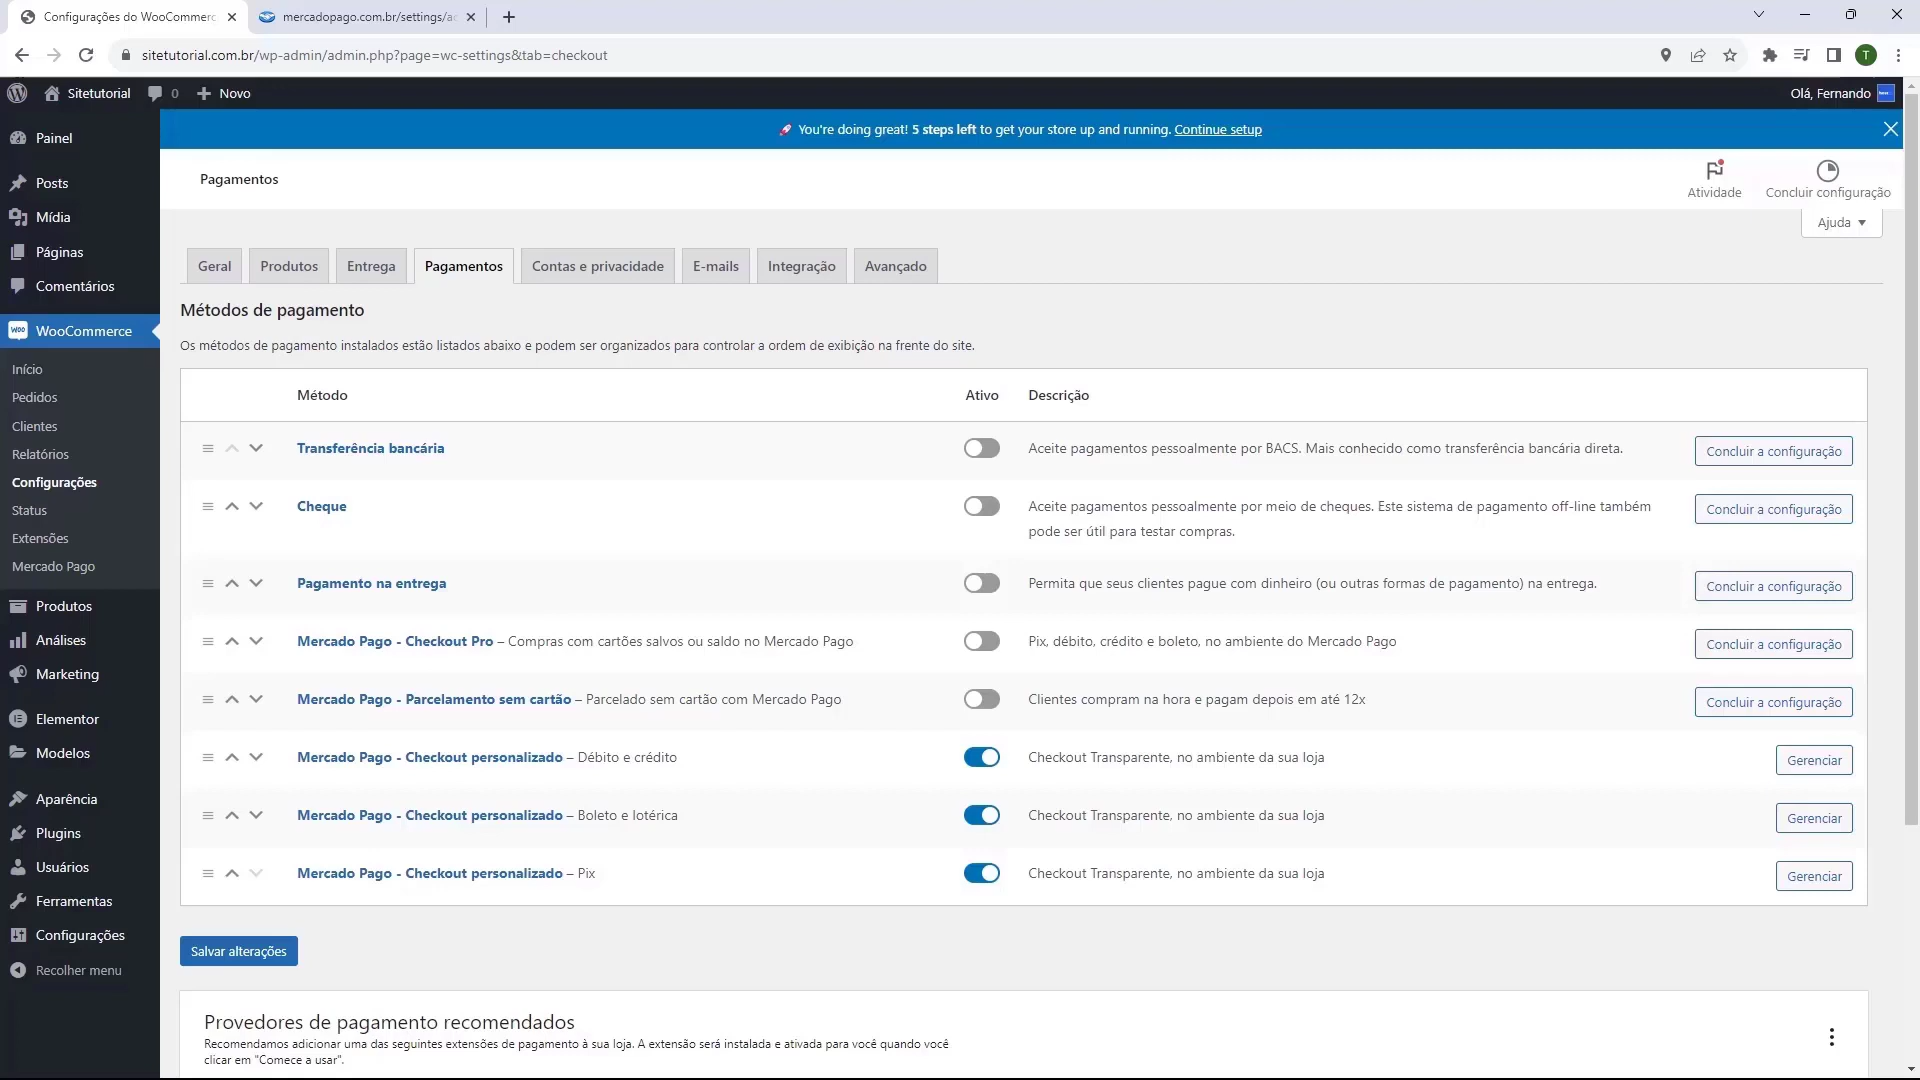 Configurações do WooCommerc
mercadopago.com.br/settings/ac
sitetutorial.com.br/wp-admin/admin.php?page=wc-settings&tab=checkout
T
Sitetutorial
0
Novo
Olá, Fernando
You're doing great! 5 steps left to get your store up and running. Continue setup
Painel
Posts
Mídia
Páginas
Comentários
WooCommerce
Início
Pedidos
Clientes
Relatórios
Configurações
Status
Extensões
Mercado Pago
Produtos
Análises
Marketing
Elementor
Modelos
Aparência
Plugins
Usuários
Ferramentas
Configurações
Recolher menu
Pagamentos
Atividade
Concluir configuração
Ajuda
Geral
Produtos
Entrega
Pagamentos
Contas e privacidade
E-mails
Integração
Avançado
Métodos de pagamento
Os métodos de pagamento instalados estão listados abaixo e podem ser organizados para controlar a ordem de exibição na frente do site.
Método Ativo Descrição
Transferência bancária Aceite pagamentos pessoalmente por BACS. Mais conhecido como transferência bancária direta. Concluir a configuração
Cheque Aceite pagamentos pessoalmente por meio de cheques. Este sistema de pagamento off-line também Concluir a configuração
pode ser útil para testar compras.
Pagamento na entrega Permita que seus clientes pague com dinheiro (ou outras formas de pagamento) na entrega. Concluir a configuração
Mercado Pago - Checkout Pro – Compras com cartões salvos ou saldo no Mercado Pago Pix, débito, crédito e boleto, no ambiente do Mercado Pago Concluir a configuração
Mercado Pago - Parcelamento sem cartão – Parcelado sem cartão com Mercado Pago Clientes compram na hora e pagam depois em até 12x Concluir a configuração
Mercado Pago - Checkout personalizado – Débito e crédito Checkout Transparente, no ambiente da sua loja Gerenciar
Mercado Pago - Checkout personalizado – Boleto e lotérica Checkout Transparente, no ambiente da sua loja Gerenciar
Mercado Pago - Checkout personalizado – Pix Checkout Transparente, no ambiente da sua loja Gerenciar
Salvar alterações
Provedores de pagamento recomendados
Recomendamos adicionar uma das seguintes extensões de pagamento à sua loja. A extensão será instalada e ativada para você quando você
clicar em "Comece a usar".